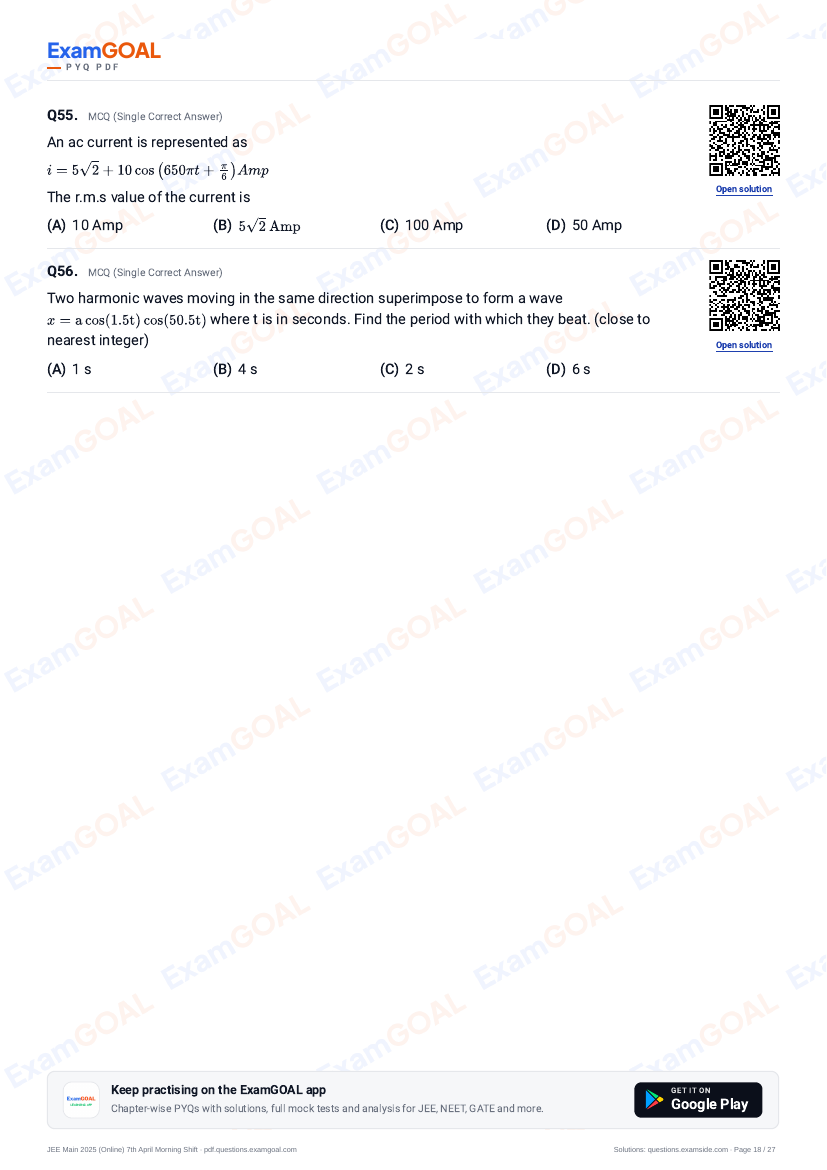 ExamGOAL
PYQ PDF
Q55. MCQ (Single Correct Answer)
An ac current is represented as
i = 5√2 + 10 cos (650πt + π/6) Amp
The r.m.s value of the current is
(A) 10 Amp (B) 5√2 Amp (C) 100 Amp (D) 50 Amp
Open solution
Q56. MCQ (Single Correct Answer)
Two harmonic waves moving in the same direction superimpose to form a wave
x = a cos(1.5t) cos(50.5t) where t is in seconds. Find the period with which they beat. (close to
nearest integer)
(A) 1 s (B) 4 s (C) 2 s (D) 6 s
Open solution
ExamGOAL
Keep practising on the ExamGOAL app
Chapter-wise PYQs with solutions, full mock tests and analysis for JEE, NEET, GATE and more.
GET IT ON
Google Play
JEE Main 2025 (Online) 7th April Morning Shift · pdf.questions.examgoal.com
Solutions: questions.examside.com · Page 18 / 27